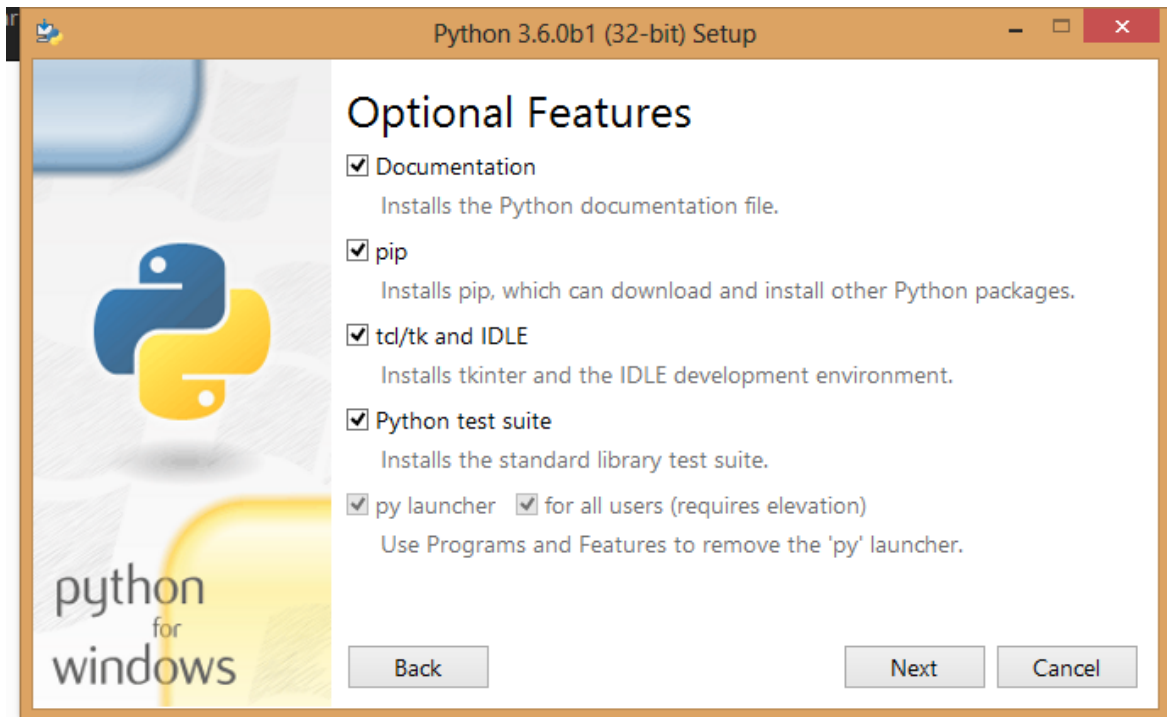 Python 3.6.0b1 (32-bit) Setup
Optional Features
Documentation
Installs the Python documentation file.
pip
Installs pip, which can download and install other Python packages.
tcl/tk and IDLE
Installs tkinter and the IDLE development environment.
Python test suite
Installs the standard library test suite.
py launcher for all users (requires elevation)
Use Programs and Features to remove the 'py' launcher.
python
for
windows
Back Next Cancel